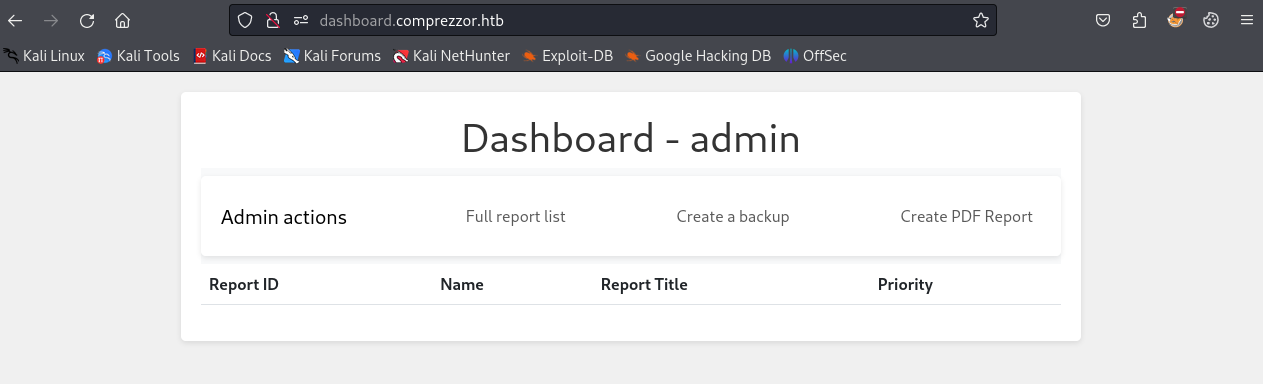 dashboard.comprezzor.htb
Kali Linux Kali Tools Kali Docs Kali Forums Kali NetHunter Exploit-DB Google Hacking DB OffSec
Dashboard - admin
Admin actions Full report list Create a backup Create PDF Report
Report ID Name Report Title Priority